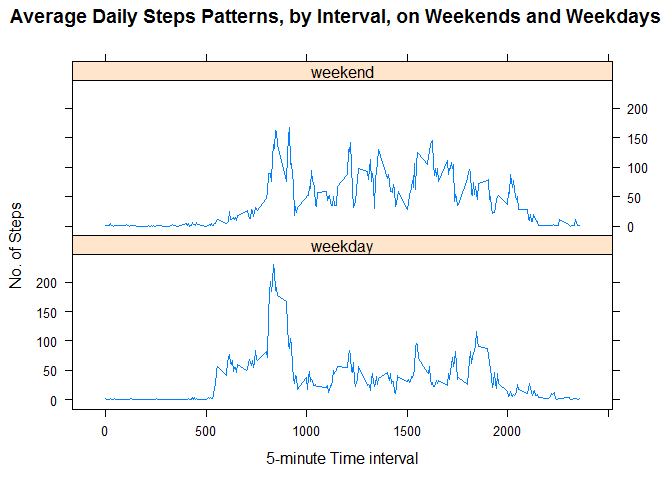 Average Daily Steps Patterns, by Interval, on Weekends and Weekdays
weekend
200
150
100
50
0
No. of Steps
weekday
200
150
100
50
0
0 500 1000 1500 2000
5-minute Time interval